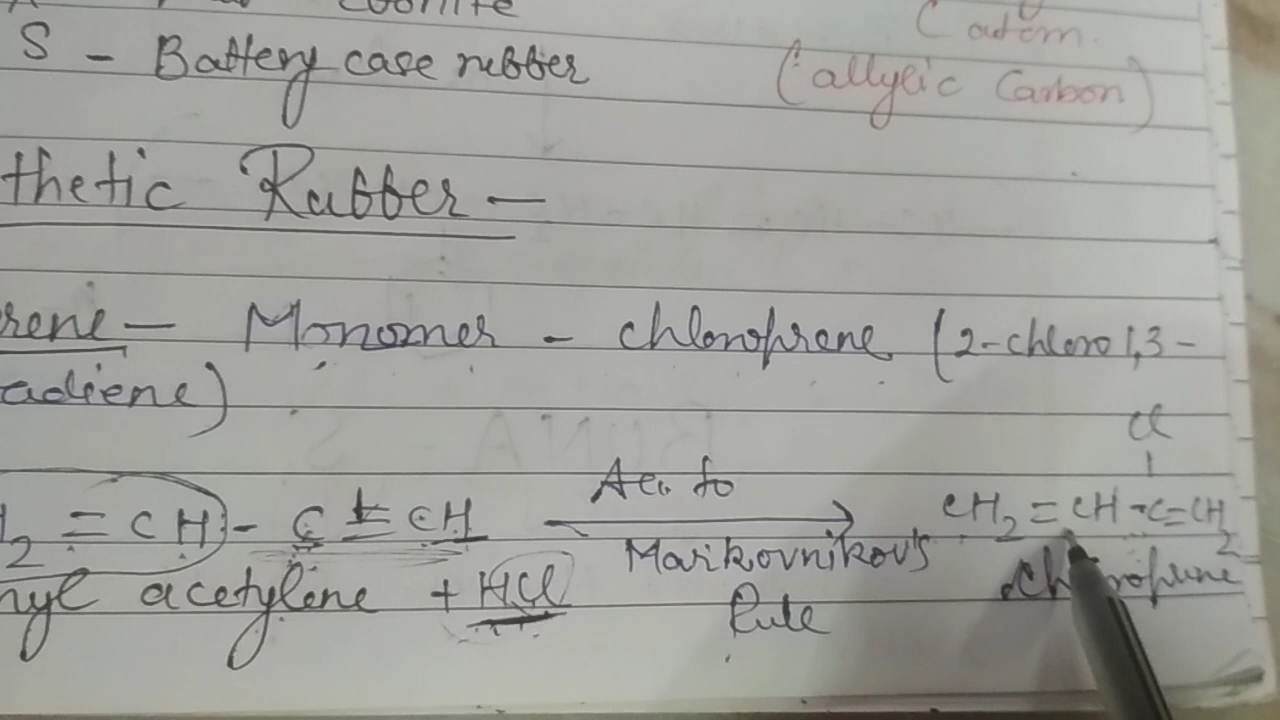 C atom.
S - Battery case rubber
(allylic Carbon)
thetic Rubber -
rene - Monomer - chloroprene (2-chloro 1,3 -
adiene)
Cl
2 = CH - C ≡ CH Acc. to CH2 = CH - C = CH2
Markovnikov's
nyl acetylene + HCl Chloroprene
Rule